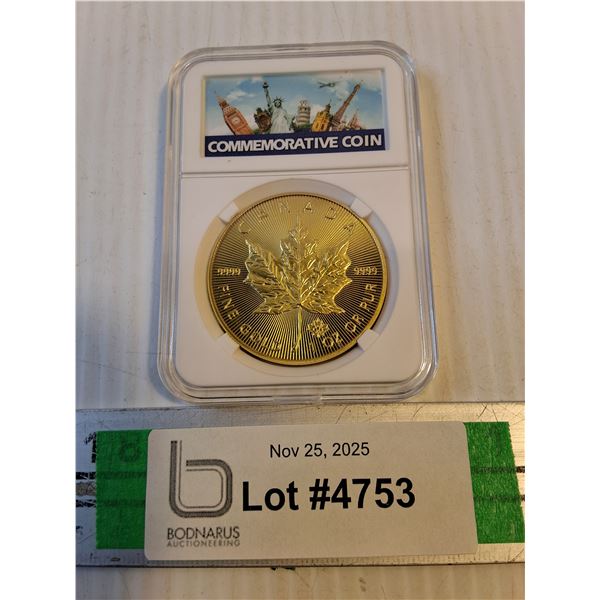 COMMEMORATIVE COIN
CANADA
9999 9999
FINE GOLD 1 OZ OR PUR
Nov 25, 2025
Lot #4753
BODNARUS
AUCTIONEERING